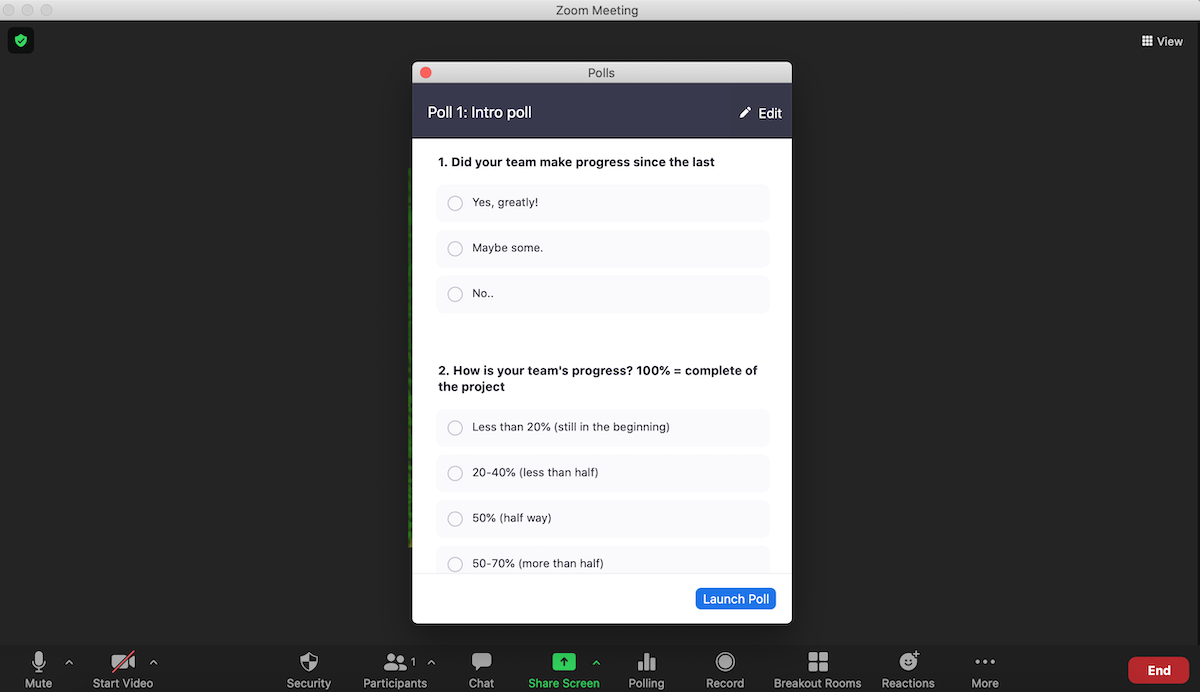 Zoom Meeting
View
Polls
Poll 1: Intro poll
Edit
1. Did your team make progress since the last
Yes, greatly!
Maybe some.
No..
2. How is your team's progress? 100% = complete of
the project
Less than 20% (still in the beginning)
20-40% (less than half)
50% (half way)
50-70% (more than half)
Launch Poll
1
Mute
Start Video
Security
Participants
Chat
Share Screen
Polling
Record
Breakout Rooms
Reactions
More
End